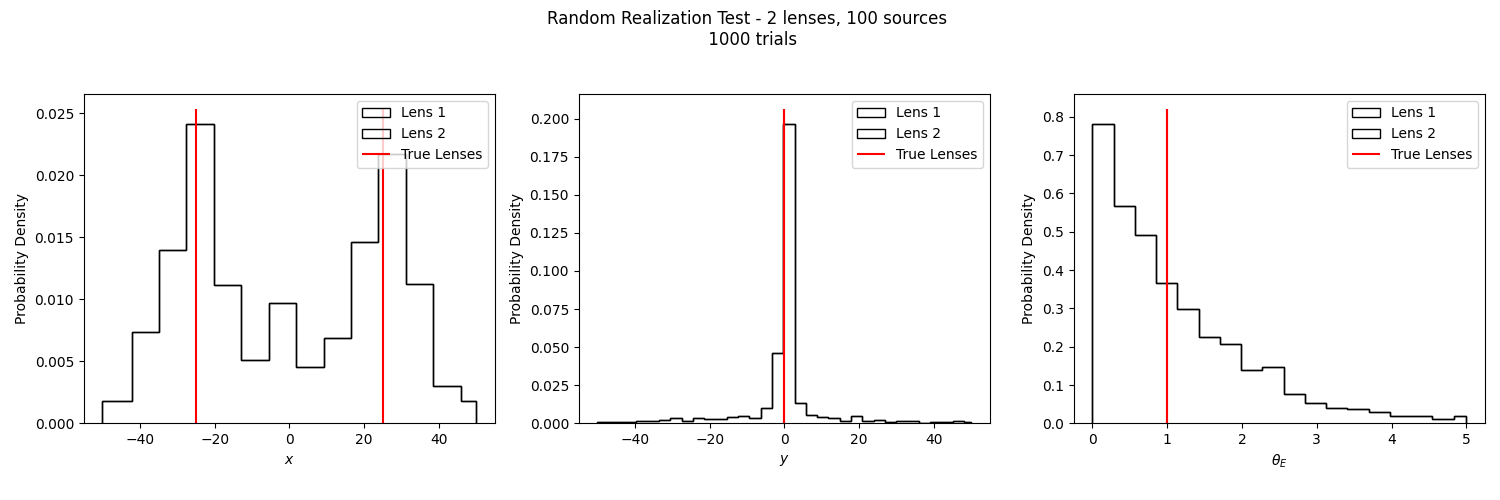 Random Realization Test - 2 lenses, 100 sources
1000 trials
Probability Density
0.025
0.020
0.015
0.010
0.005
0.000
−40
−20
0
20
40
x
Lens 1
Lens 2
True Lenses
Probability Density
0.200
0.175
0.150
0.125
0.100
0.075
0.050
0.025
0.000
−40
−20
0
20
40
y
Lens 1
Lens 2
True Lenses
Probability Density
0.8
0.7
0.6
0.5
0.4
0.3
0.2
0.1
0.0
0
1
2
3
4
5
θ_E
Lens 1
Lens 2
True Lenses